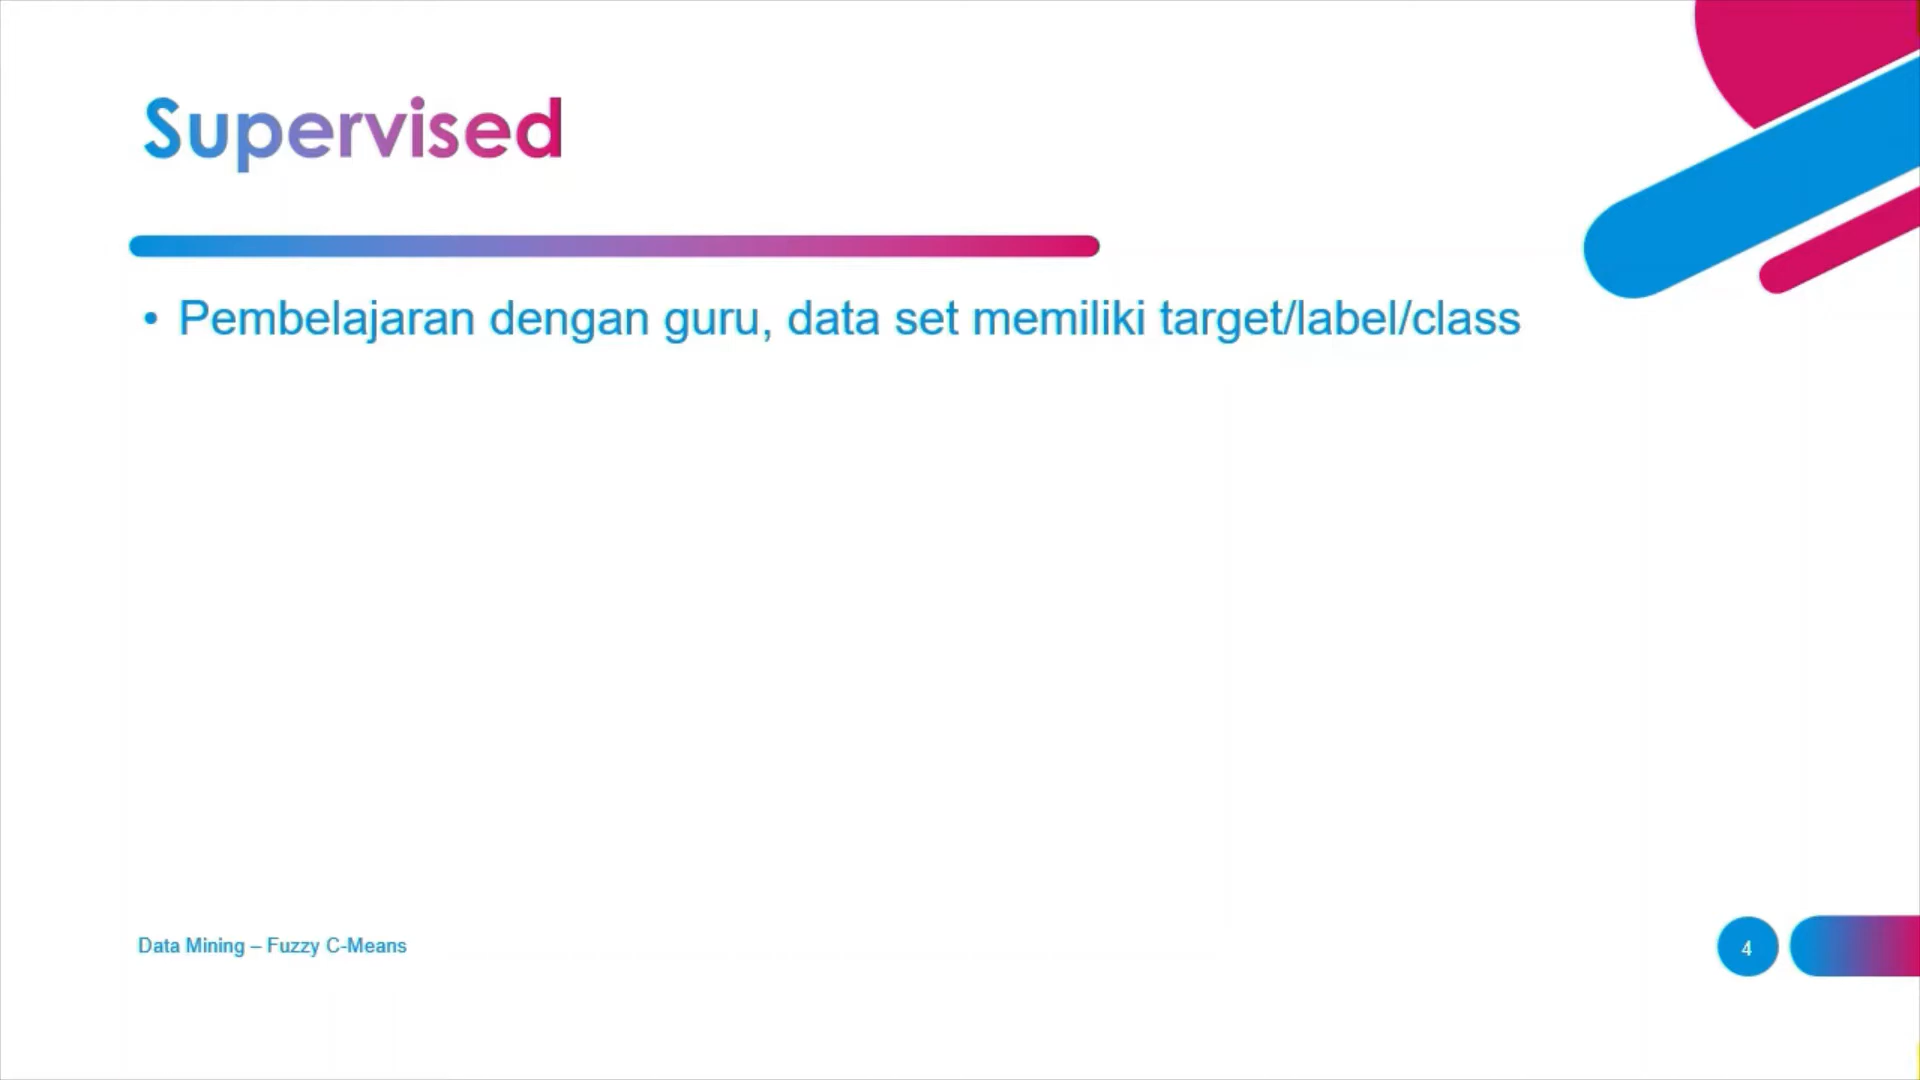 Supervised
• Pembelajaran dengan guru, data set memiliki target/label/class
Data Mining – Fuzzy C-Means
4